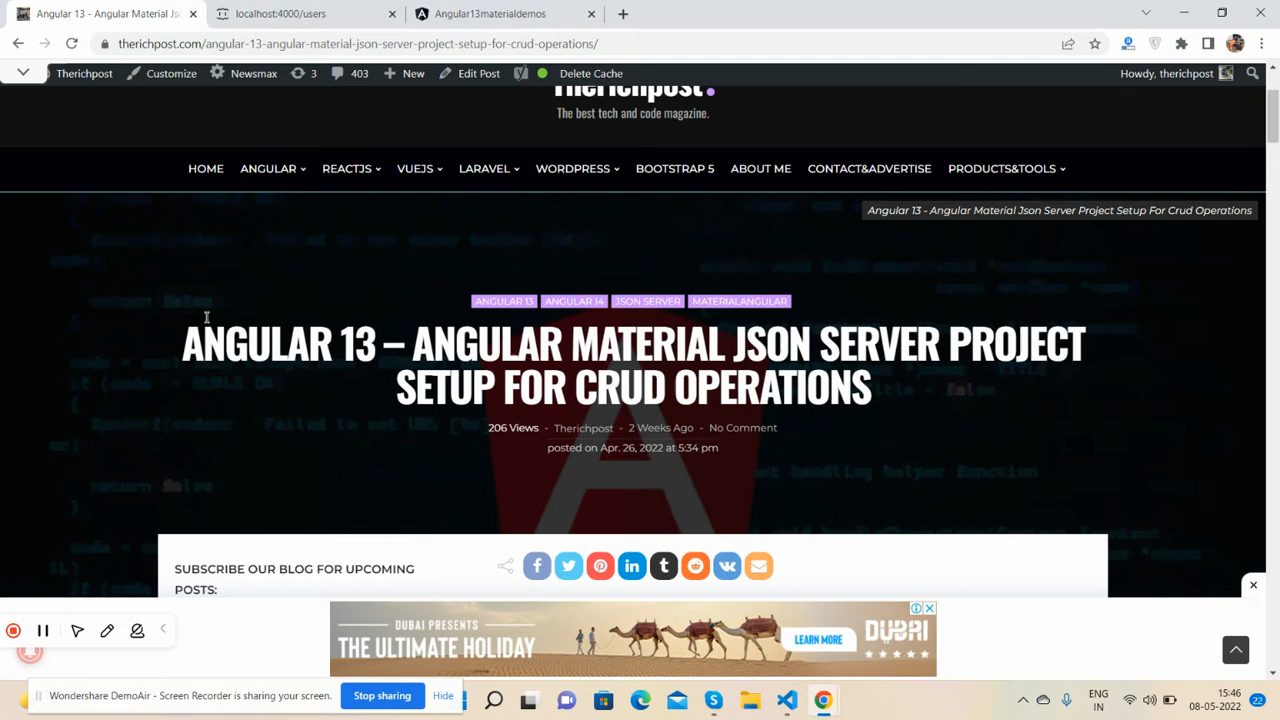 Angular 13 - Angular Material Js
localhost:4000/users
Angular13materialdemos
therichpost.com/angular-13-angular-material-json-server-project-setup-for-crud-operations/
Therichpost Customize Newsmax 3 403 New Edit Post Delete Cache Howdy, therichpost
Therichpost.
The best tech and code magazine.
HOME ANGULAR REACTJS VUEJS LARAVEL WORDPRESS BOOTSTRAP 5 ABOUT ME CONTACT&ADVERTISE PRODUCTS&TOOLS
Angular 13 - Angular Material Json Server Project Setup For Crud Operations
ANGULAR 13 ANGULAR 14 JSON SERVER MATERIALANGULAR
ANGULAR 13 – ANGULAR MATERIAL JSON SERVER PROJECT
SETUP FOR CRUD OPERATIONS
206 Views - Therichpost - 2 Weeks Ago - No Comment
posted on Apr. 26, 2022 at 5:34 pm
SUBSCRIBE OUR BLOG FOR UPCOMING
POSTS:
DUBAI PRESENTS
THE ULTIMATE HOLIDAY
LEARN MORE
DUBAI
Wondershare DemoAir - Screen Recorder is sharing your screen. Stop sharing Hide
ENG
IN
15:46
08-05-2022
22